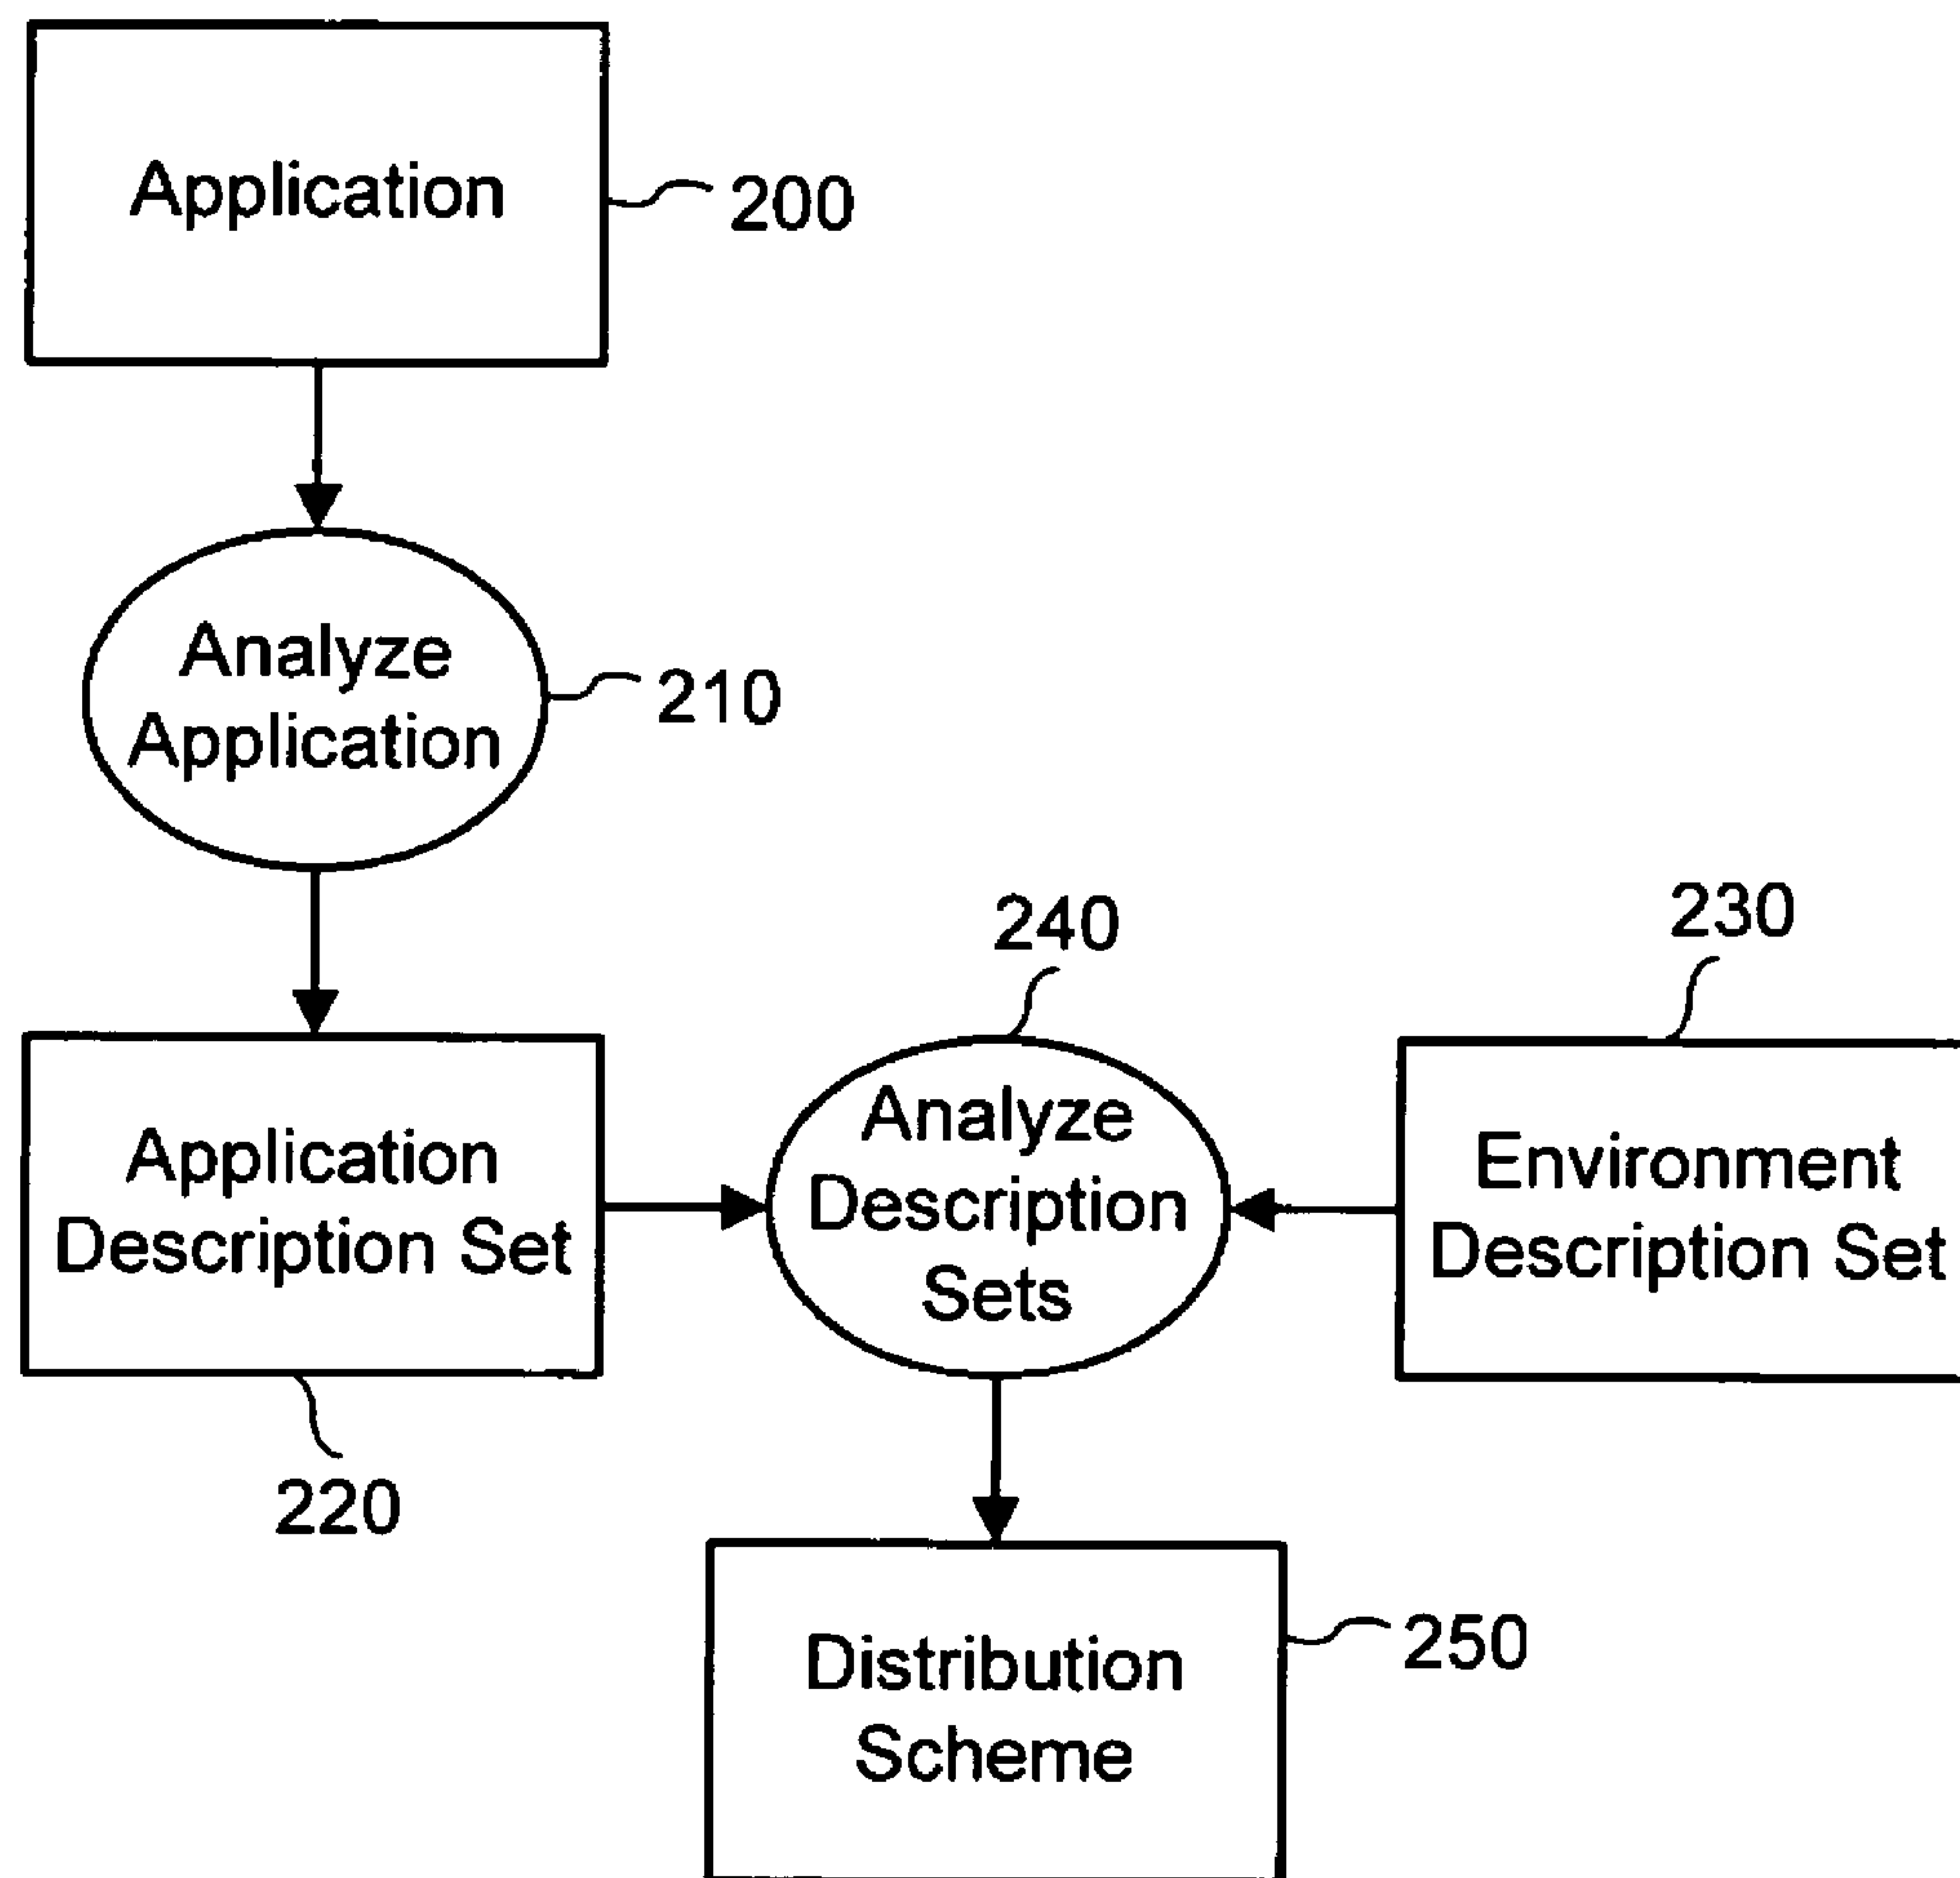 Application
200
Analyze
Application
210
240
230
Application
Description Set
Analyze
Description
Sets
Environment
Description Set
220
Distribution
Scheme
250